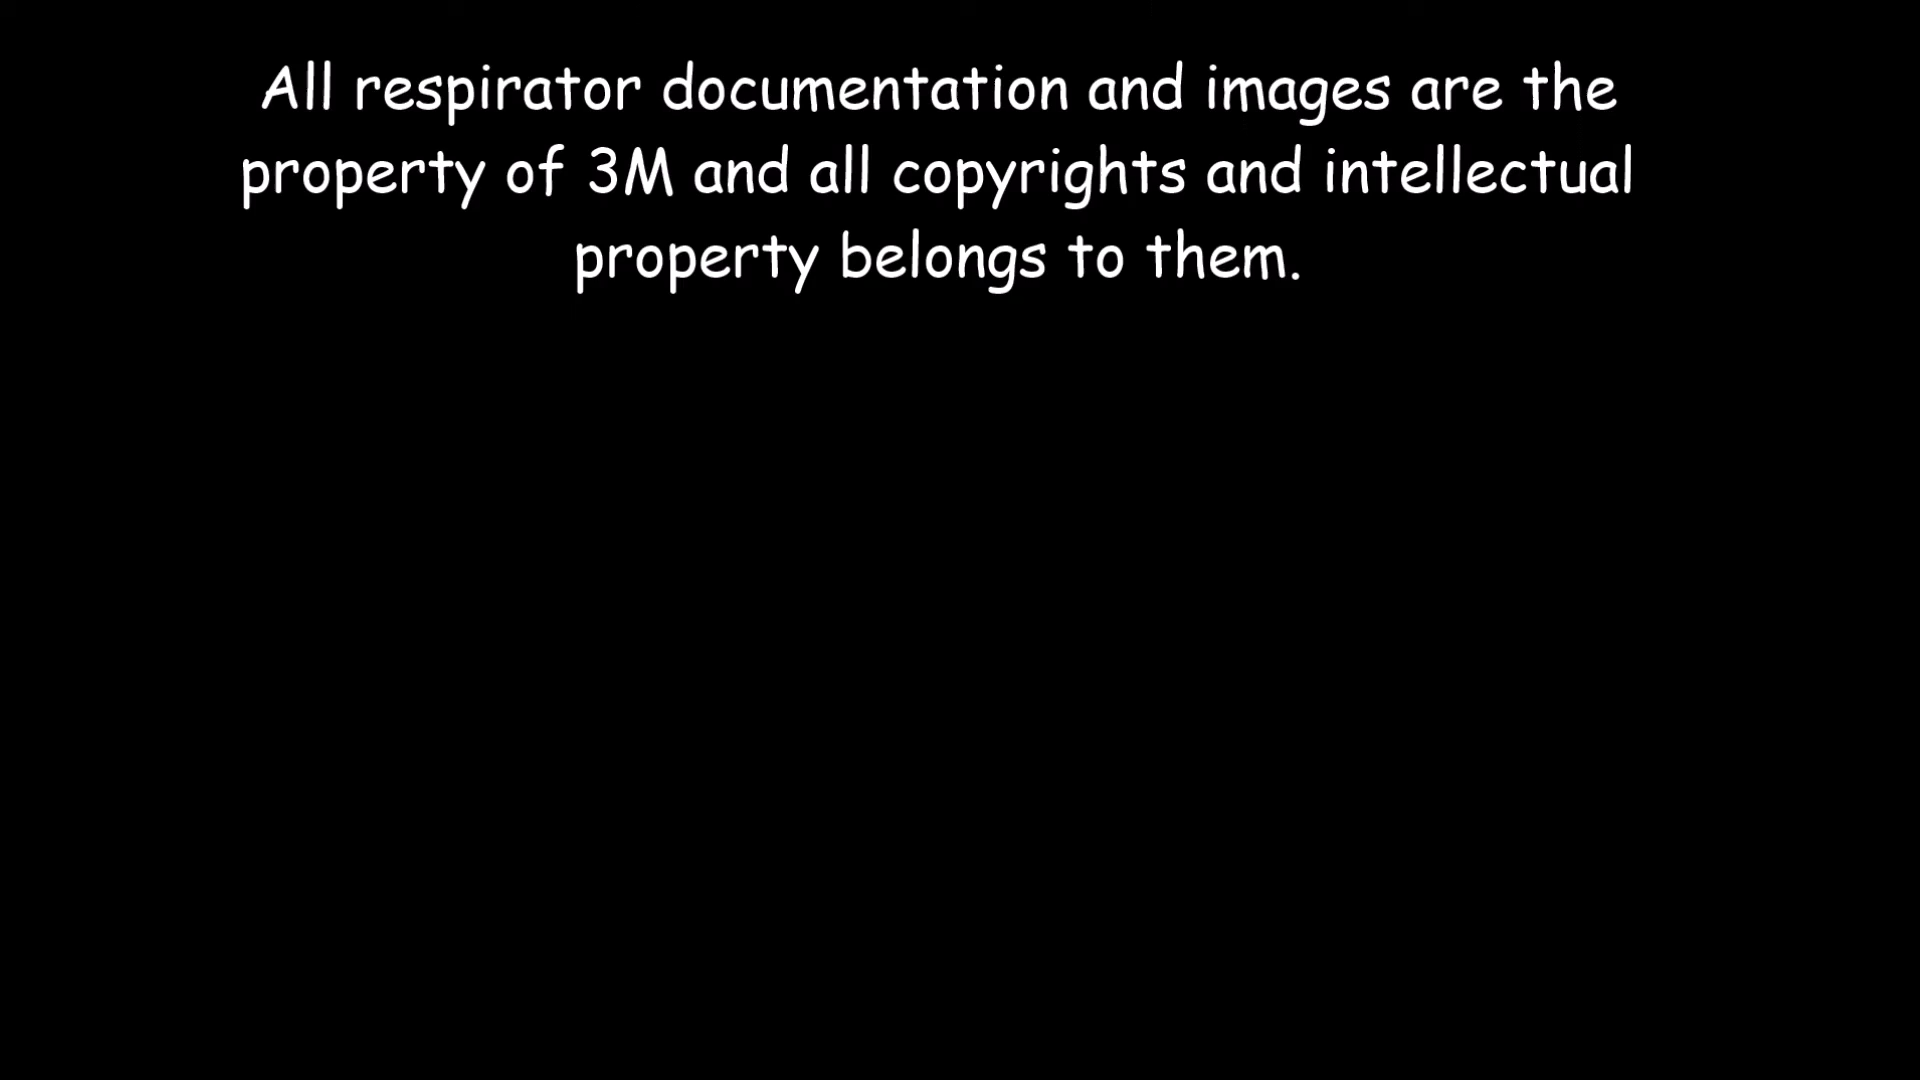 All respirator documentation and images are the
property of 3M and all copyrights and intellectual
property belongs to them.